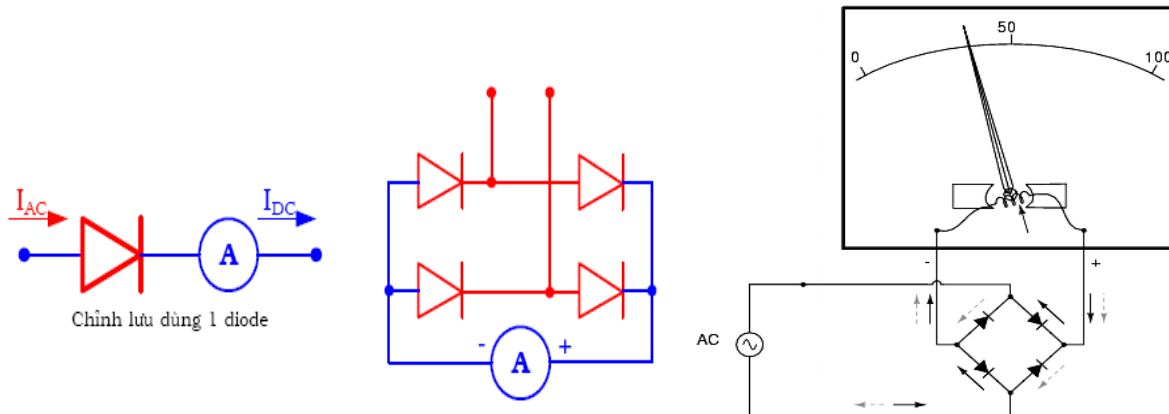 I_AC
I_DC
A
Chỉnh lưu dùng 1 diode
- A +
0
50
100
-
+
AC